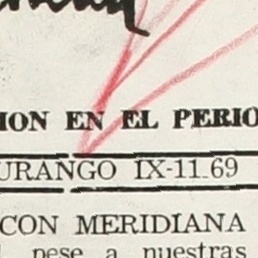 ION EN EL PERIO
URANGO IX-11.69
CON MERIDIANA
pese a nuestras